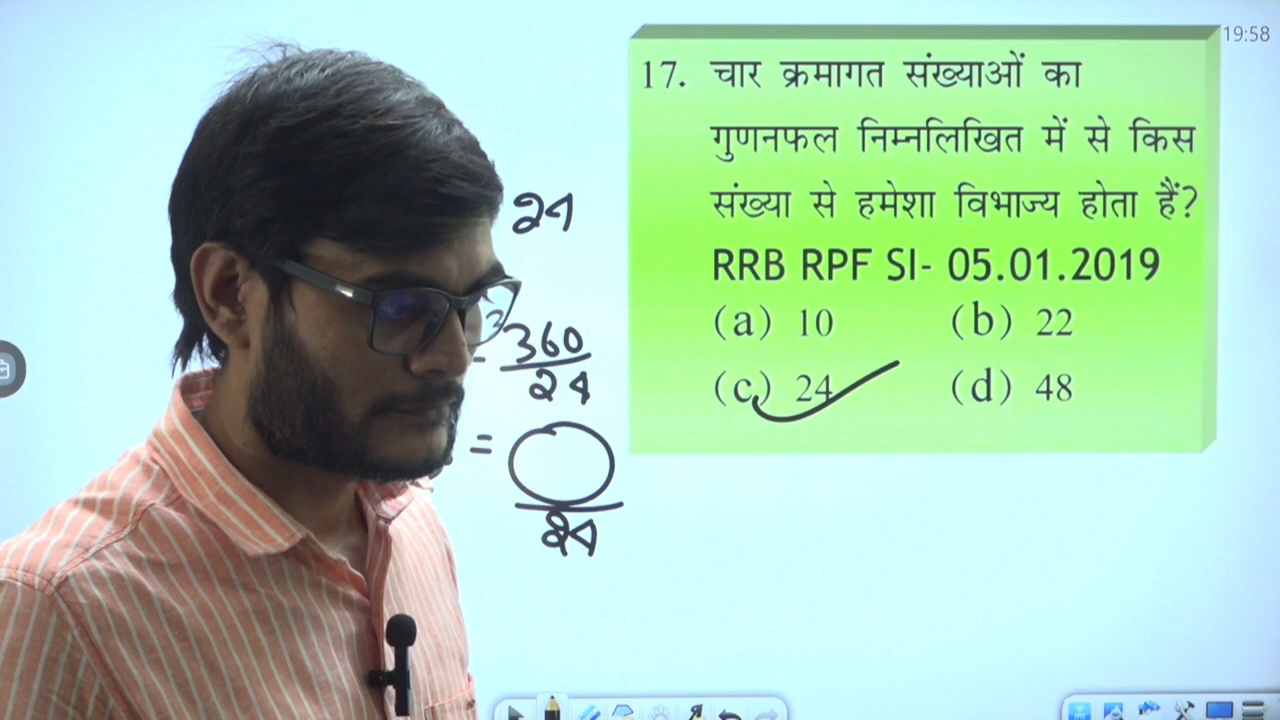 19:58
17. चार क्रमागत संख्याओं का
गुणनफल निम्नलिखित में से किस
संख्या से हमेशा विभाज्य होता हैं?
RRB RPF SI- 05.01.2019
(a) 10 (b) 22
(c) 24 (d) 48
24
= 360
24
=
24